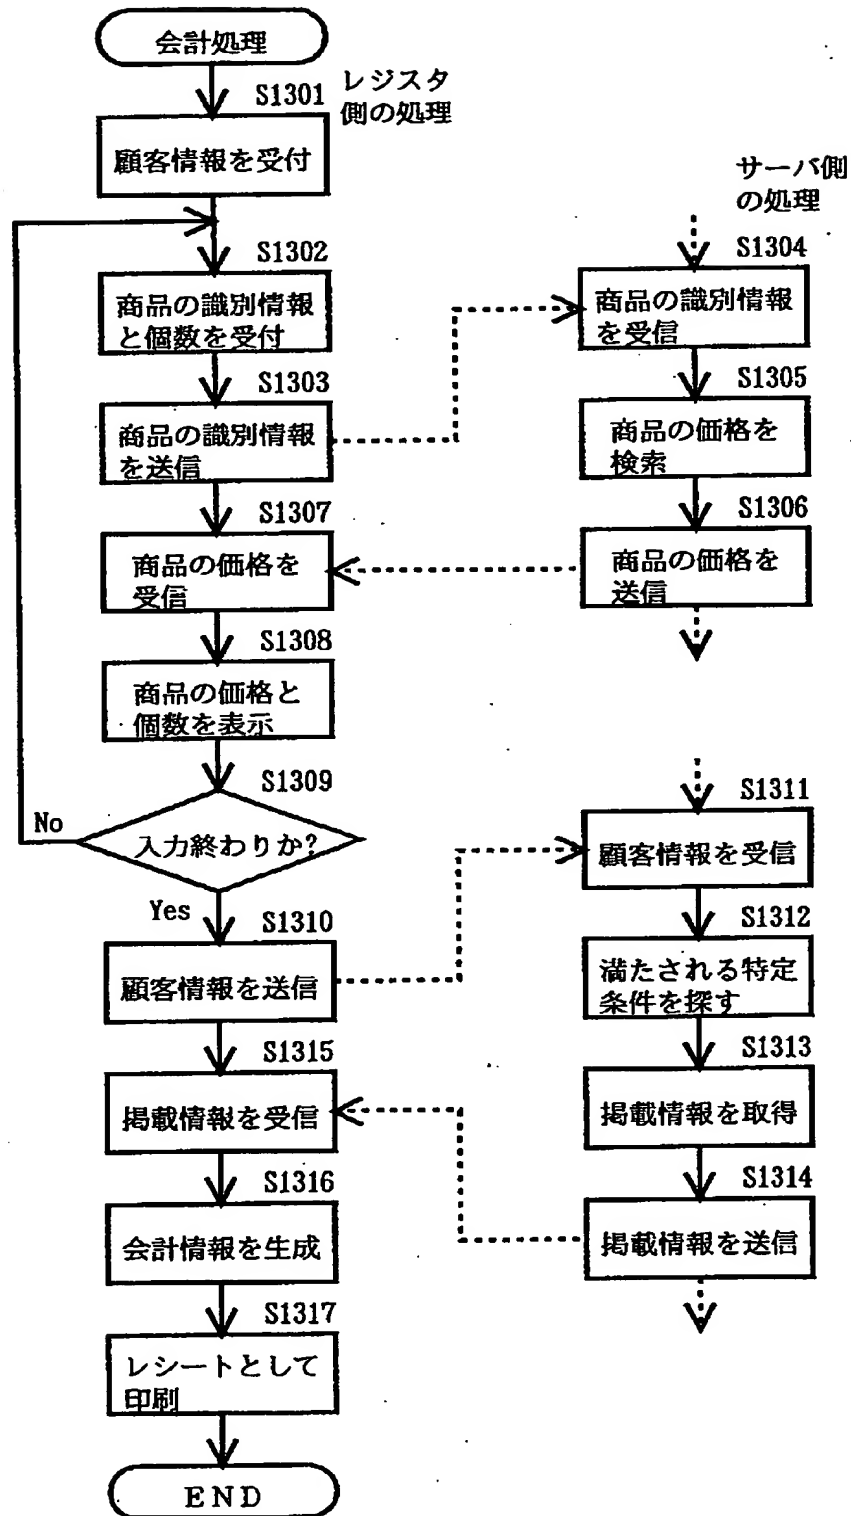 会計処理
レジスタ
側の処理
S1301
顧客情報を受付
サーバ側
の処理
S1302
商品の識別情報
と個数を受付
S1304
商品の識別情報
を受信
S1303
商品の識別情報
を送信
S1305
商品の価格を
検索
S1307
商品の価格を
受信
S1306
商品の価格を
送信
S1308
商品の価格と
個数を表示
S1309
入力終わりか?
No
Yes
S1311
顧客情報を受信
S1310
顧客情報を送信
S1312
満たされる特定
条件を探す
S1315
掲載情報を受信
S1313
掲載情報を取得
S1316
会計情報を生成
S1314
掲載情報を送信
S1317
レシートとして
印刷
END